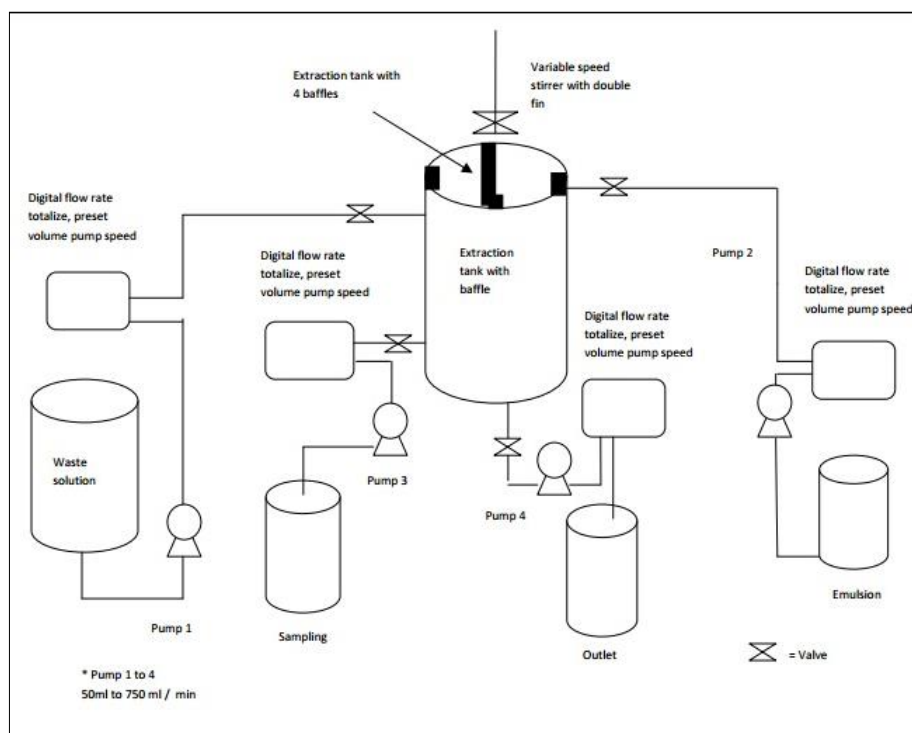 Extraction tank with
4 baffles
Variable speed
stirrer with double
fin
Digital flow rate
totalize, preset
volume pump speed
Digital flow rate
totalize, preset
volume pump speed
Extraction
tank with
baffle
Pump 2
Digital flow rate
totalize, preset
volume pump speed
Digital flow rate
totalize, preset
volume pump speed
Waste
solution
Pump 3
Pump 4
Pump 1
Sampling
Outlet
Emulsion
= Valve
* Pump 1 to 4
50ml to 750 ml / min